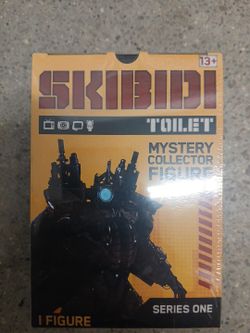 13+
SKIBIDI
TOILET
MYSTERY
COLLECTOR
FIGURE
1 FIGURE
SERIES ONE